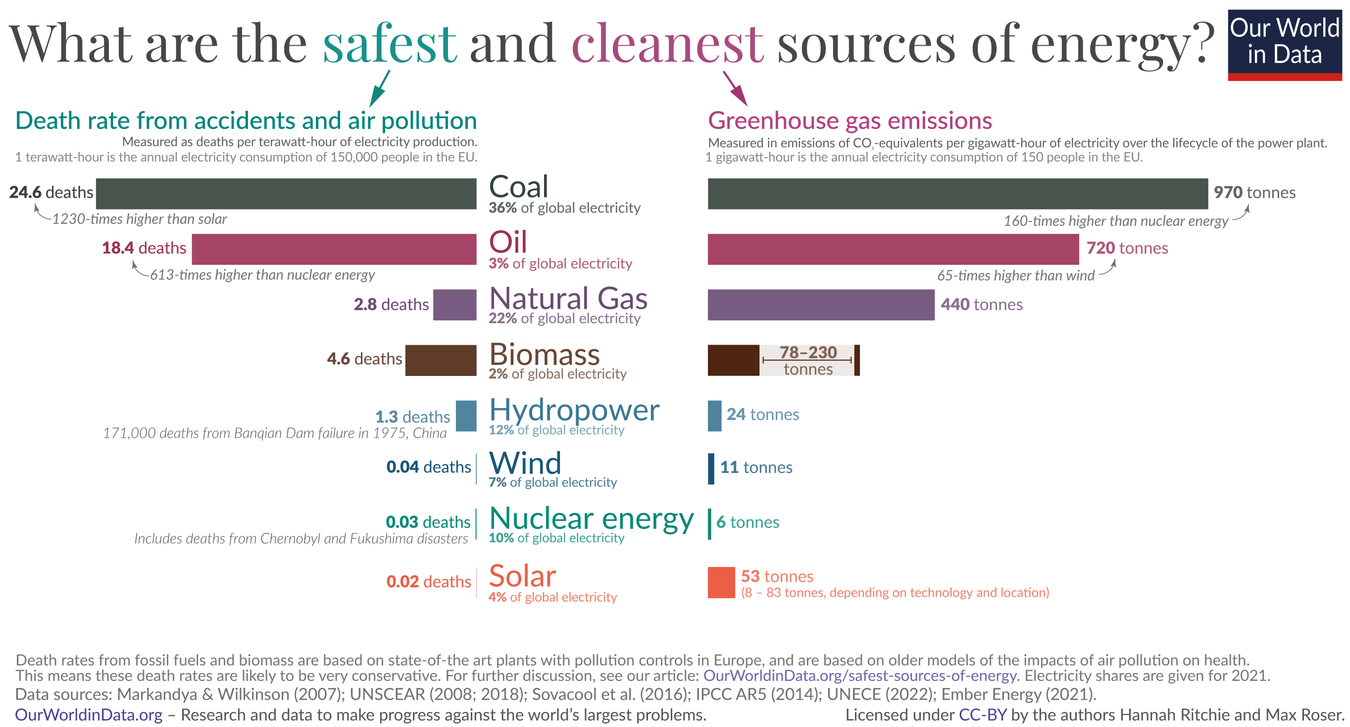 What are the safest and cleanest sources of energy?
Our World
in Data
Death rate from accidents and air pollution
Measured as deaths per terawatt-hour of electricity production.
1 terawatt-hour is the annual electricity consumption of 150,000 people in the EU.
Greenhouse gas emissions
Measured in emissions of CO₂-equivalents per gigawatt-hour of electricity over the lifecycle of the power plant.
1 gigawatt-hour is the annual electricity consumption of 150 people in the EU.
24.6 deaths
1230-times higher than solar
Coal
36% of global electricity
970 tonnes
160-times higher than nuclear energy
18.4 deaths
613-times higher than nuclear energy
Oil
3% of global electricity
720 tonnes
65-times higher than wind
2.8 deaths
Natural Gas
22% of global electricity
440 tonnes
4.6 deaths
Biomass
2% of global electricity
78–230
tonnes
1.3 deaths
171,000 deaths from Banqian Dam failure in 1975, China
Hydropower
12% of global electricity
24 tonnes
0.04 deaths
Wind
7% of global electricity
11 tonnes
0.03 deaths
Includes deaths from Chernobyl and Fukushima disasters
Nuclear energy
10% of global electricity
6 tonnes
0.02 deaths
Solar
4% of global electricity
53 tonnes
(8 – 83 tonnes, depending on technology and location)
Death rates from fossil fuels and biomass are based on state-of-the art plants with pollution controls in Europe, and are based on older models of the impacts of air pollution on health.
This means these death rates are likely to be very conservative. For further discussion, see our article: OurWorldinData.org/safest-sources-of-energy. Electricity shares are given for 2021.
Data sources: Markandya & Wilkinson (2007); UNSCEAR (2008; 2018); Sovacool et al. (2016); IPCC AR5 (2014); UNECE (2022); Ember Energy (2021).
OurWorldinData.org – Research and data to make progress against the world's largest problems.
Licensed under CC-BY by the authors Hannah Ritchie and Max Roser.